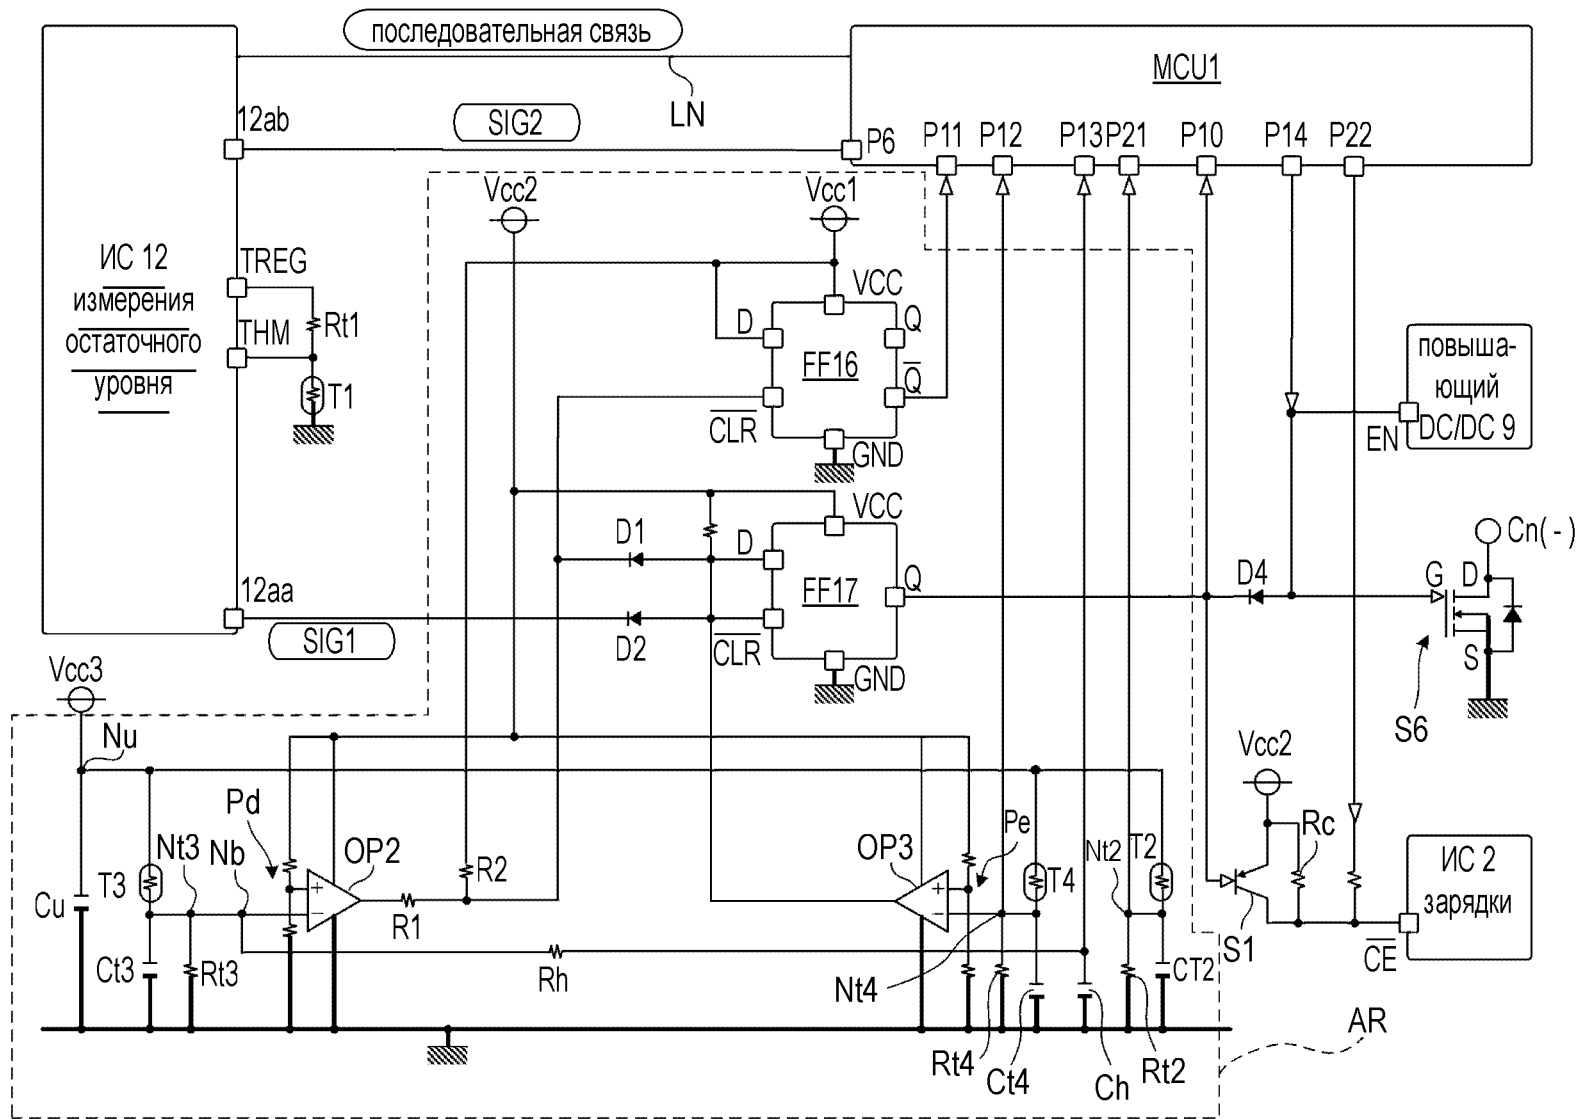 последовательная связь
LN
MCU1
12ab
SIG2
P6
P11
P12
P13
P21
P10
P14
P22
Vcc2
Vcc1
ИС 12
измерения
остаточного
уровня
TREG
THM
Rt1
T1
VCC
D
Q
FF16
Q̅
C̅L̅R̅
GND
повыша-
ющий
DC/DC 9
EN
VCC
D1
D
Q
FF17
D2
C̅L̅R̅
GND
12aa
SIG1
D4
G
D
S
Cn( - )
S6
Vcc3
Nu
Pd
Nt3
Nb
OP2
R2
T3
Cu
R1
Ct3
Rt3
Rh
OP3
Pe
T4
Nt2
T2
Nt4
Rt4
Ct4
Ch
Rt2
CT2
Vcc2
Rc
S1
ИС 2
зарядки
C̅E̅
AR